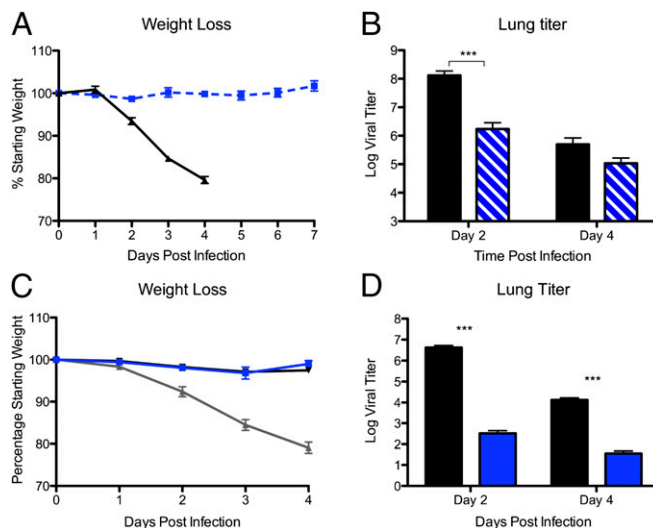 A
Weight Loss
% Starting Weight
110
100
90
80
70
0 1 2 3 4 5 6 7
Days Post Infection
B
Lung titer
Log Viral Titer
9
8
7
6
5
4
3
***
Day 2 Day 4
Time Post Infection
C
Weight Loss
Percentage Starting Weight
110
100
90
80
70
0 1 2 3 4
Days Post Infection
D
Lung Titer
Log Viral Titer
8
7
6
5
4
3
2
1
0
***
***
Day 2 Day 4
Days Post Infection